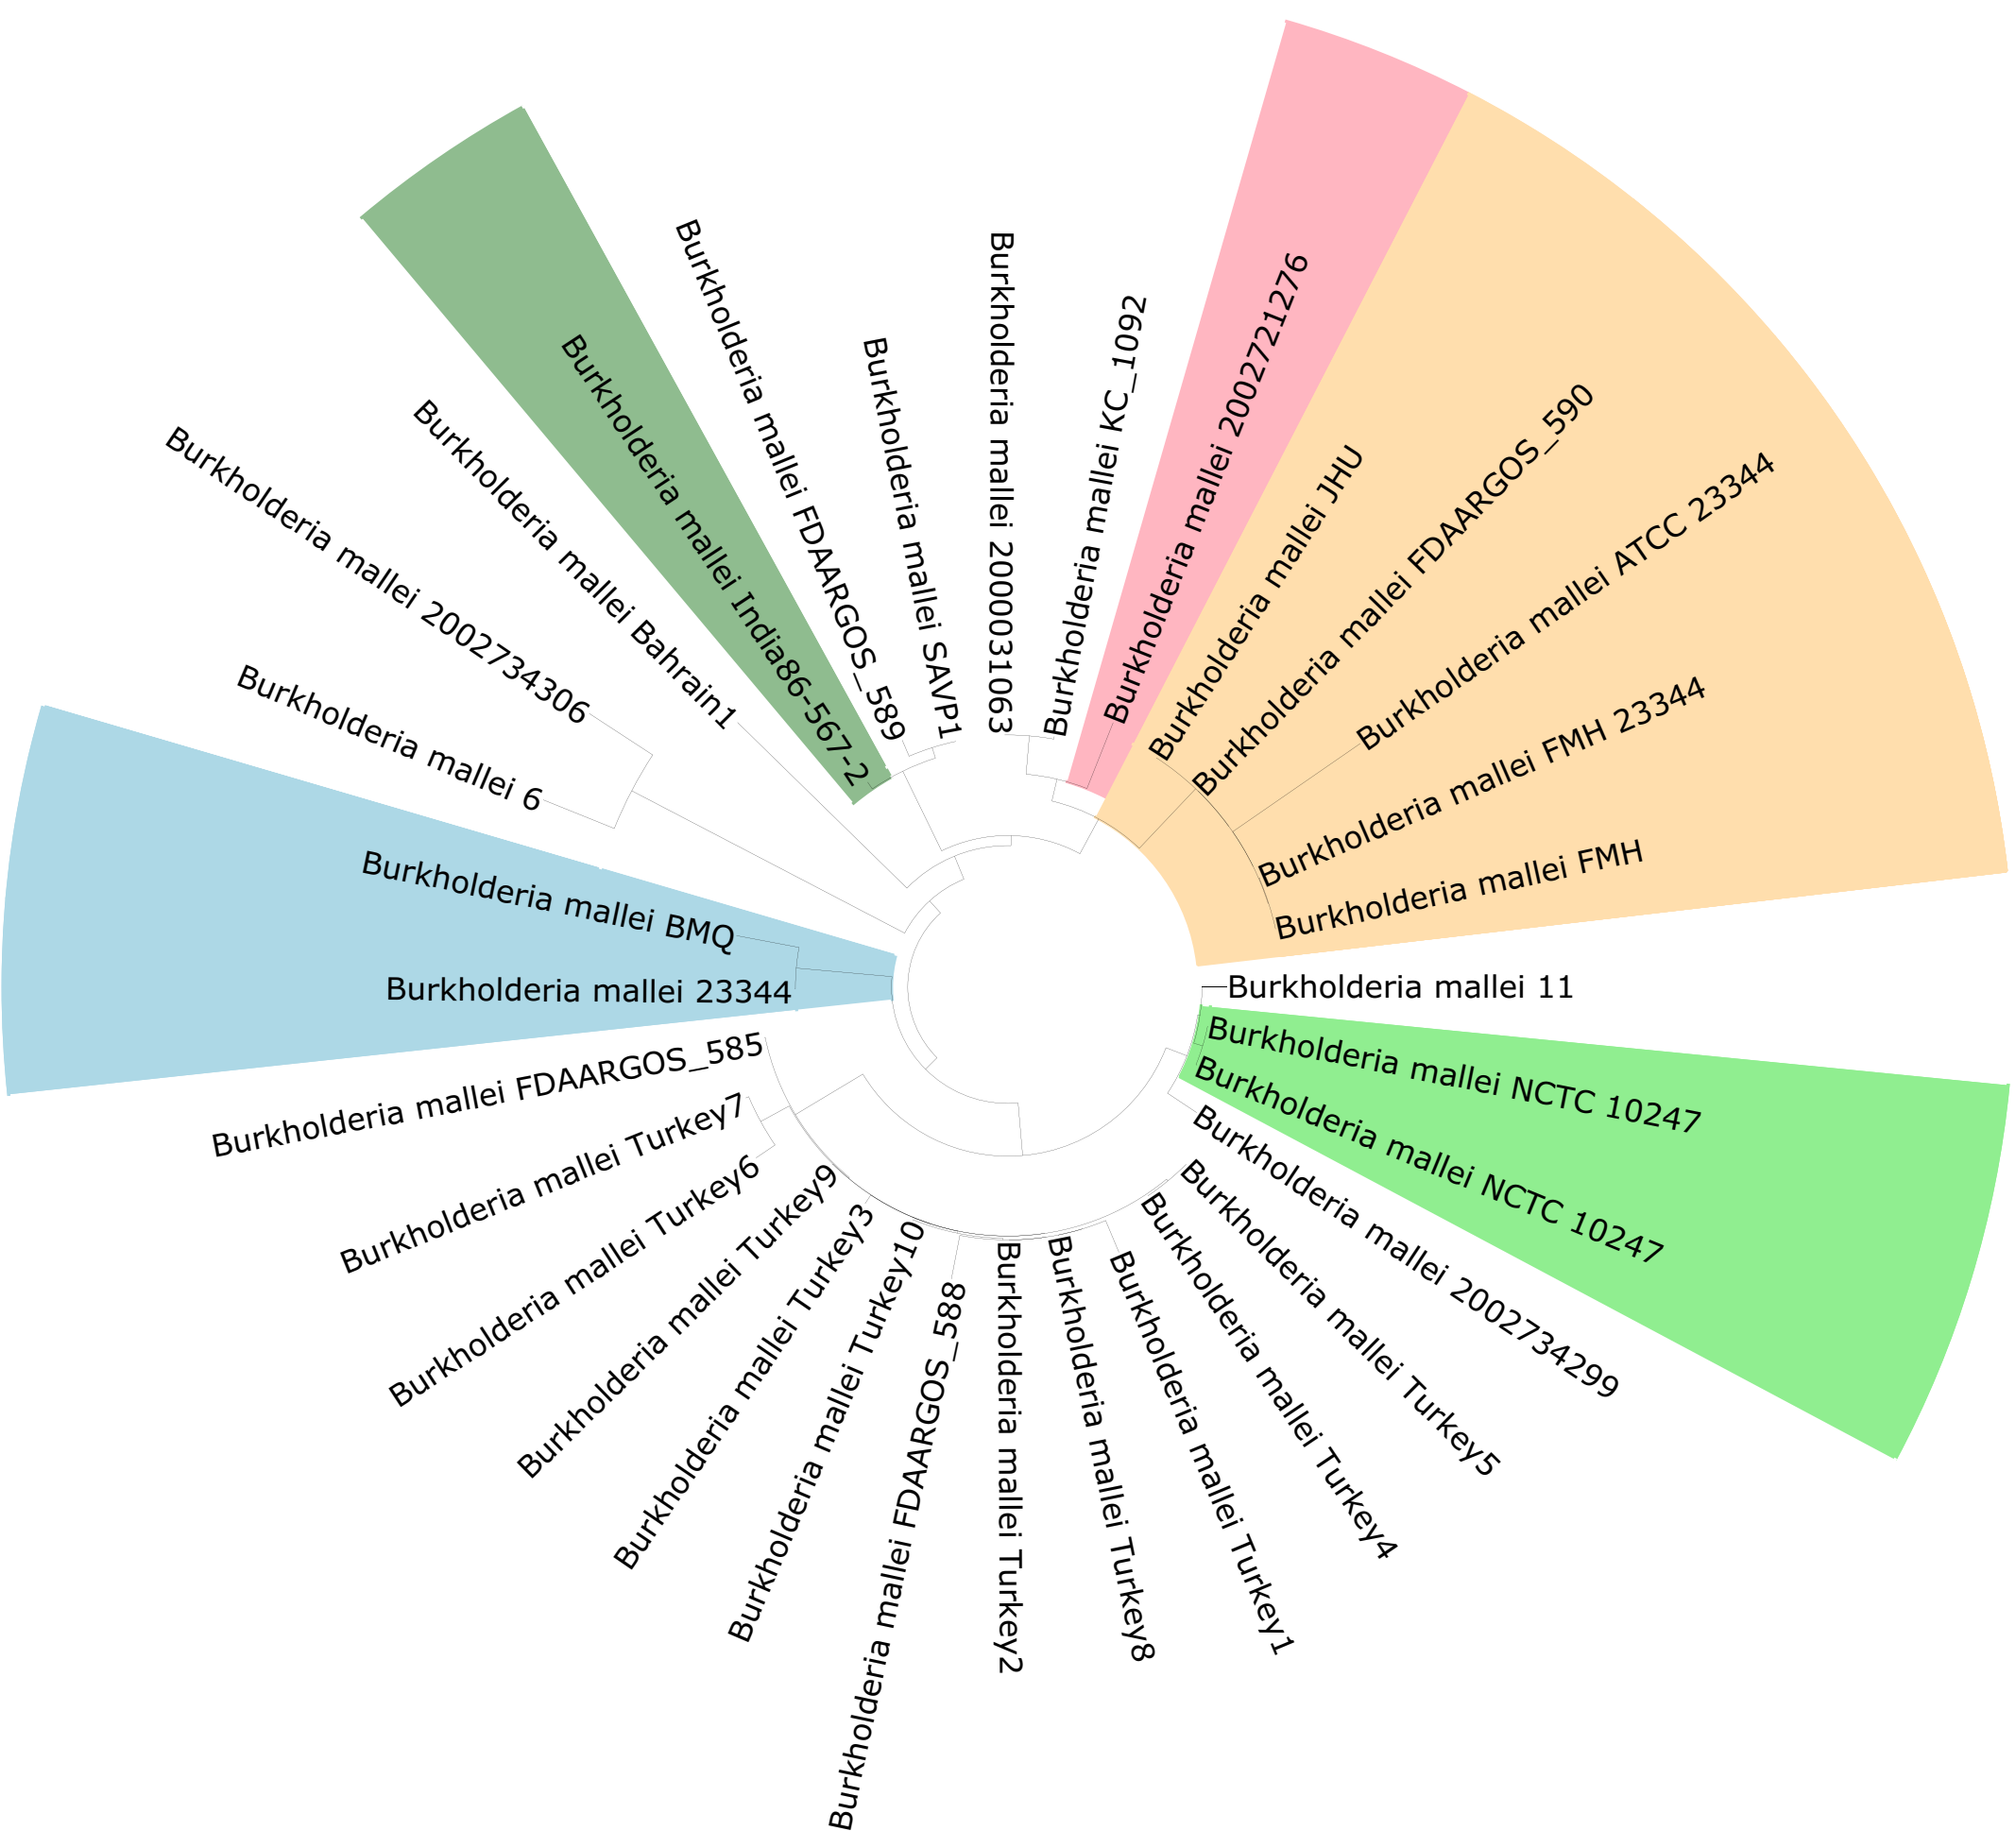 Burkholderia mallei 2000031063
Burkholderia mallei KC_1092
Burkholderia mallei 2002721276
Burkholderia mallei JHU
Burkholderia mallei FDAARGOS_590
Burkholderia mallei ATCC 23344
Burkholderia mallei FMH 23344
Burkholderia mallei FMH
Burkholderia mallei 11
Burkholderia mallei NCTC 10247
Burkholderia mallei NCTC 10247
Burkholderia mallei 2002734299
Burkholderia mallei Turkey5
Burkholderia mallei Turkey4
Burkholderia mallei Turkey1
Burkholderia mallei Turkey8
Burkholderia mallei Turkey2
Burkholderia mallei FDAARGOS_588
Burkholderia mallei Turkey10
Burkholderia mallei Turkey3
Burkholderia mallei Turkey9
Burkholderia mallei Turkey6
Burkholderia mallei Turkey7
Burkholderia mallei FDAARGOS_585
Burkholderia mallei 23344
Burkholderia mallei BMQ
Burkholderia mallei 6
Burkholderia mallei 2002734306
Burkholderia mallei Bahrain1
Burkholderia mallei India86-567-2
Burkholderia mallei FDAARGOS_589
Burkholderia mallei SAVP1